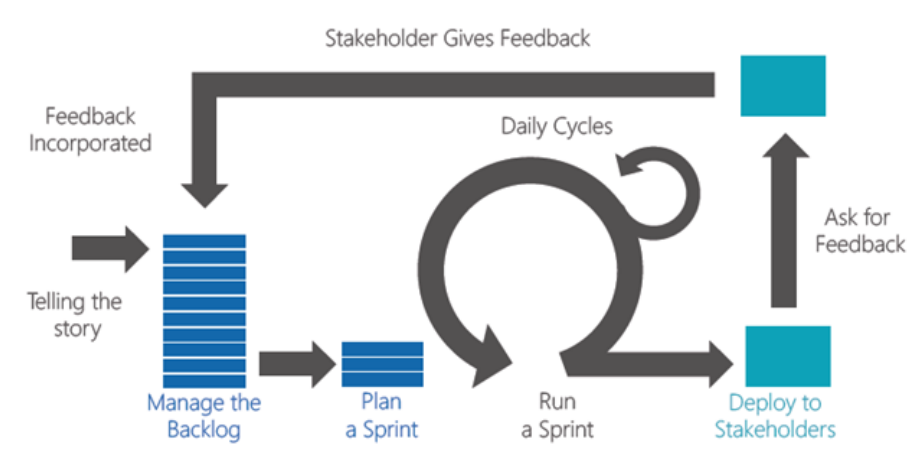 Stakeholder Gives Feedback
Feedback
Incorporated
Daily Cycles
Ask for
Feedback
Telling the
story
Manage the
Backlog
Plan
a Sprint
Run
a Sprint
Deploy to
Stakeholders